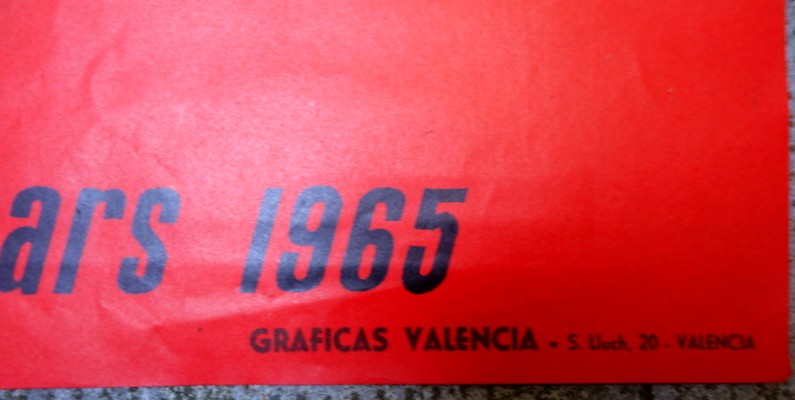 ars 1965
GRAFICAS VALENCIA - S. Lluch, 20 - VALENCIA